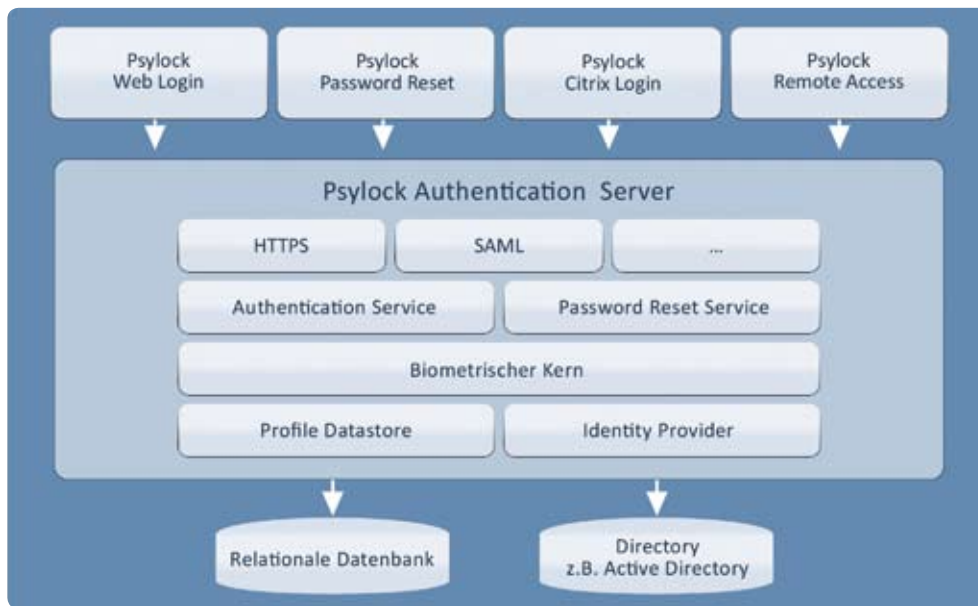 Psylock
Web Login
Psylock
Password Reset
Psylock
Citrix Login
Psylock
Remote Access
Psylock Authentication Server
HTTPS
SAML
...
Authentication Service
Password Reset Service
Biometrischer Kern
Profile Datastore
Identity Provider
Relationale Datenbank
Directory
z.B. Active Directory